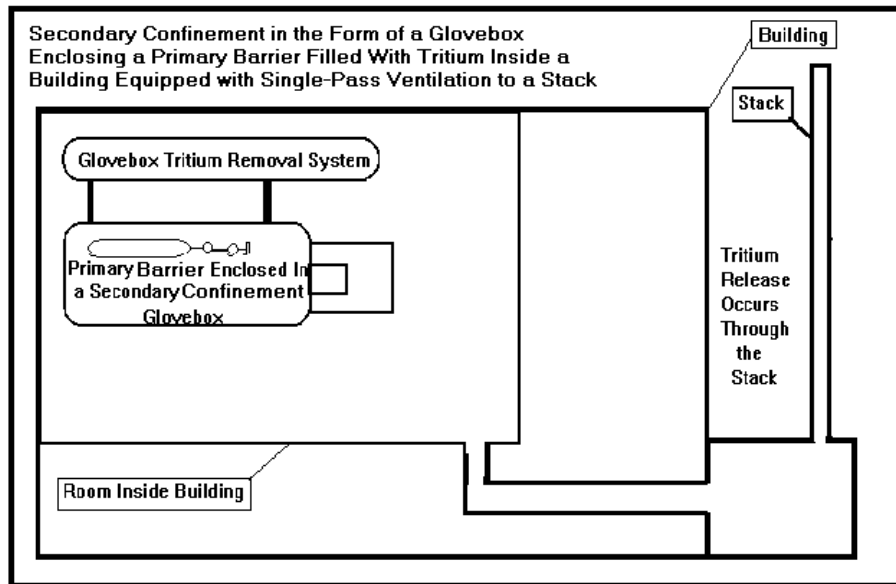 Secondary Confinement in the Form of a Glovebox
Enclosing a Primary Barrier Filled With Tritium Inside a
Building Equipped with Single-Pass Ventilation to a Stack
Building
Stack
Glovebox Tritium Removal System
Primary Barrier Enclosed In
a Secondary Confinement
Glovebox
Tritium
Release
Occurs
Through
the
Stack
Room Inside Building